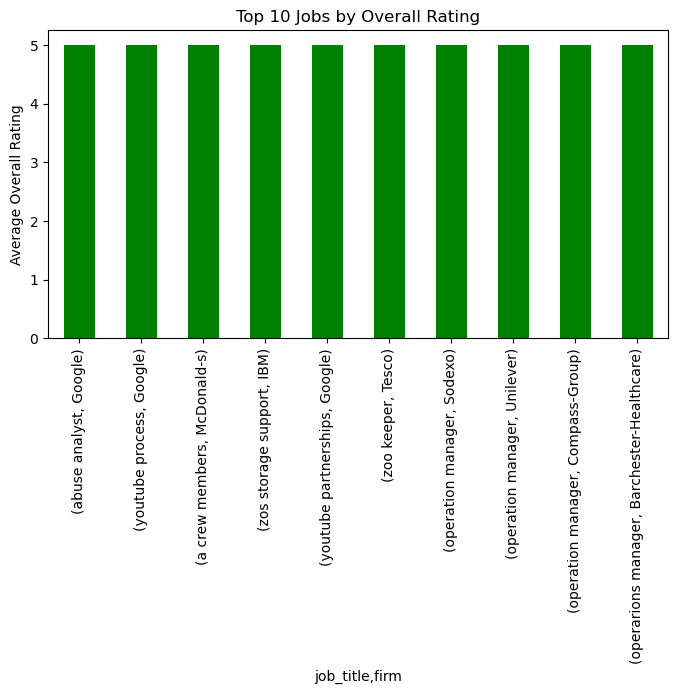 Top 10 Jobs by Overall Rating
Average Overall Rating
5
4
3
2
1
0
(abuse analyst, Google)
(youtube process, Google)
(a crew members, McDonald-s)
(zos storage support, IBM)
(youtube partnerships, Google)
(zoo keeper, Tesco)
(operation manager, Sodexo)
(operation manager, Unilever)
(operation manager, Compass-Group)
(operarions manager, Barchester-Healthcare)
job_title,firm